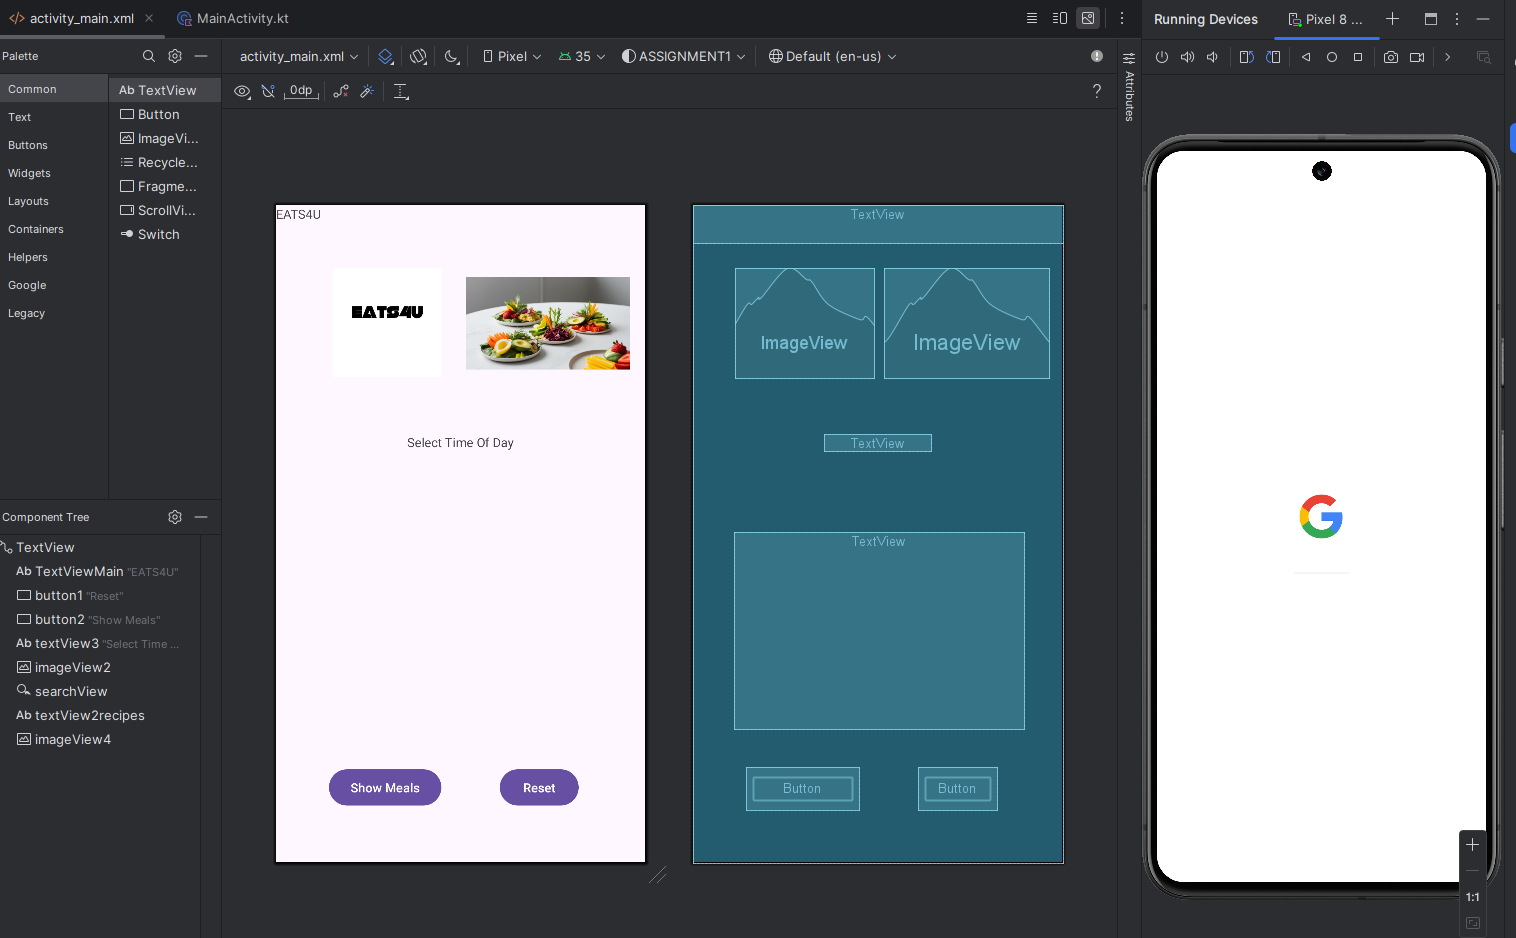 activity_main.xml
MainActivity.kt
Running Devices
Pixel 8 ...
Palette
activity_main.xml
Pixel
35
ASSIGNMENT1
Default (en-us)
0dp
Common
Text
Buttons
Widgets
Layouts
Containers
Helpers
Google
Legacy
Ab TextView
Button
ImageVi...
Recycle...
Fragme...
ScrollVi...
Switch
Attributes
EATS4U
EATS4U
Select Time Of Day
Show Meals
Reset
TextView
ImageView
ImageView
TextView
TextView
Button
Button
Component Tree
TextView
Ab TextViewMain "EATS4U"
button1 "Reset"
button2 "Show Meals"
Ab textView3 "Select Time ...
imageView2
searchView
Ab textView2recipes
imageView4
G
1:1